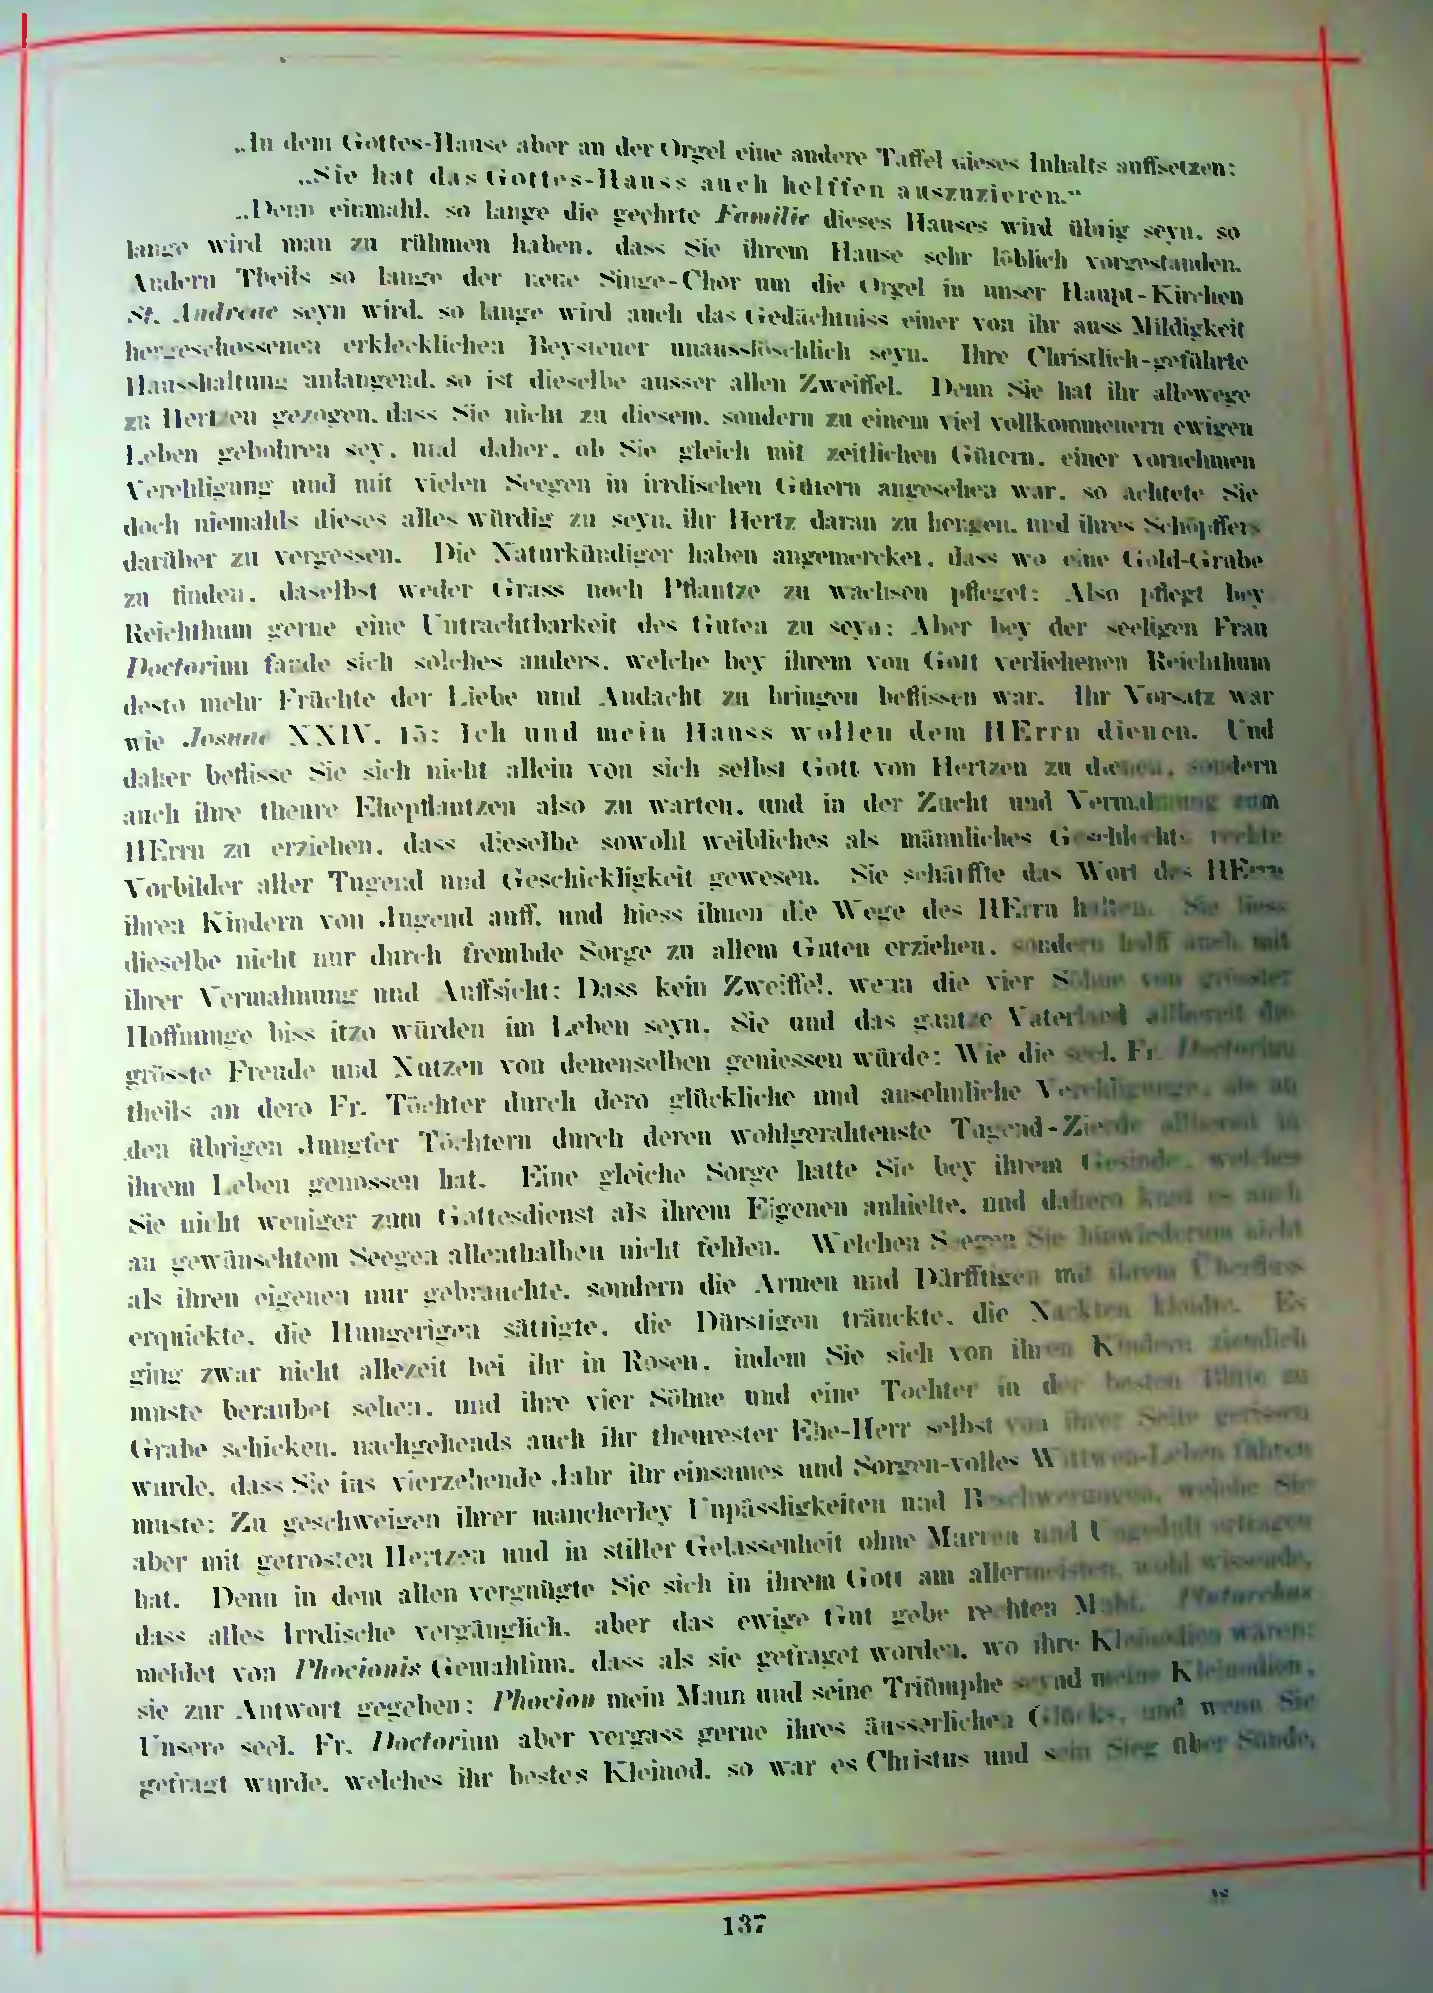 „In dem Gottes-Hause aber an der Orgel eine andere Taffel dieses Inhalts auffsetzen:
„Sie hat das Gottes-Hauss auch helffen auszuzieren.“
„Denn einmahl, so lange die geehrte Familie dieses Hauses wird übrig seyn, so
lange wird man zu rühmen haben, dass Sie ihrem Hause sehr löblich vorgestanden.
Andern Theils so lange der neue Singe-Chor um die Orgel in unser Haupt-Kirchen
St. Andreae seyn wird, so lange wird auch das Gedächtniss einer von ihr auss Mildigkeit
hergeschossenen erklecklichen Beysteuer unausslöschlich seyn. Ihre Christlich-geführte
Hausshaltung anlangend, so ist dieselbe ausser allen Zweiffel. Denn Sie hat ihr allewege
zu Hertzen gezogen, dass Sie nicht zu diesem, sondern zu einem viel vollkommenern ewigen
Leben gebohren sey, und daher, ob Sie gleich mit zeitlichen Gütern, einer vornehmen
Verehligung und mit vielen Seegen in irrdischen Gütern angesehen war, so achtete Sie
doch niemahls dieses alles würdig zu seyn, ihr Hertz daran zu hengen, und ihres Schöpffers
darüber zu vergessen. Die Naturkündiger haben angemercket, dass wo eine Gold-Grube
zu finden, daselbst weder Grass noch Pflantze zu wachsen pfleget: Also pflegt bey
Reichthum gerne eine Unfruchtbarkeit des Guten zu seyn: Aber bey der seeligen Frau
Doctorinn fande sich solches anders, welche bey ihrem von Gott verliehenen Reichthum
desto mehr Früchte der Liebe und Andacht zu bringen beflissen war. Ihr Vorsatz war
wie Josuae XXIV. 15: Ich und mein Hauss wollen dem HErrn dienen. Und
daher beflisse Sie sich nicht allein von sich selbst Gott von Hertzen zu dienen, sondern
auch ihre theure Ehepflantzen also zu warten, und in der Zucht und Vermahnung zum
HErrn zu erziehen, dass dieselbe sowohl weibliches als männliches Geschlechts rechte
Vorbilder aller Tugend und Geschickligkeit gewesen. Sie schärffte das Wort des HErrn
ihren Kindern von Jugend auff, und hiess ihnen die Wege des HErrn halten. Sie liess
dieselbe nicht nur durch frembde Sorge zu allem Guten erziehen, sondern halff auch mit
ihrer Vermahnung und Auffsicht: Dass kein Zweiffel, wenn die vier Söhne von grösster
Hoffnunge biss itzo würden im Leben seyn, Sie und das gantze Vaterland allbereit die
grösste Freude und Nutzen von denenselben geniessen würde: Wie die seel. Fr. Doctorinn
theils an dero Fr. Töchter durch dero glückliche und ansehnliche Verehligunge, als an
den übrigen Jungfer Töchtern durch deren wohlgerahtenste Tugend-Zierde allbereit in
ihrem Leben genossen hat. Eine gleiche Sorge hatte Sie bey ihrem Gesinde, welches
Sie nicht weniger zum Gottesdienst als ihrem Eigenen anhielte, und dahero kunt es auch
an gewünschtem Seegen allenthalben nicht fehlen. Welchen Seegen Sie hinwiederum nicht
als ihren eigenen nur gebrauchte, sondern die Armen und Dürfftigen mit ihrem Überfluss
erquickte, die Hungerigen sättigte, die Dürstigen tränckte, die Nackten kleidte. Es
ging zwar nicht allezeit bei ihr in Rosen, indem Sie sich von ihren Kindern ziemlich
muste beraubet sehen, und ihre vier Söhne und eine Tochter in der besten Blüte zu
Grabe schicken, nachgehends auch ihr theurester Ehe-Herr selbst von ihrer Seite gerissen
wurde, dass Sie ins vierzehende Jahr ihr einsames und Sorgen-volles Wittwen-Leben führen
muste: Zu geschweigen ihrer mancherley Unpässligkeiten und Beschwerungen, welche Sie
aber mit getrosten Hertzen und in stiller Gelassenheit ohne Murren und Ungedult ertragen
hat. Denn in dem allen vergnügte Sie sich in ihrem Gott am allermeisten, wohl wissende,
dass alles Irrdische vergänglich, aber das ewige Gut gebe rechten Muht. Plutarchus
meldet von Phocionis Gemahlinn, dass als sie gefraget worden, wo ihre Kleinodien wären:
sie zur Antwort gegeben: Phocion mein Mann und seine Triümphe seynd meine Kleinodien.
Unsere seel. Fr. Doctorinn aber vergass gerne ihres äusserlichen Glücks, und wenn Sie
gefragt wurde, welches ihr bestes Kleinod, so war es Christus und sein Sieg über Sünde,
137